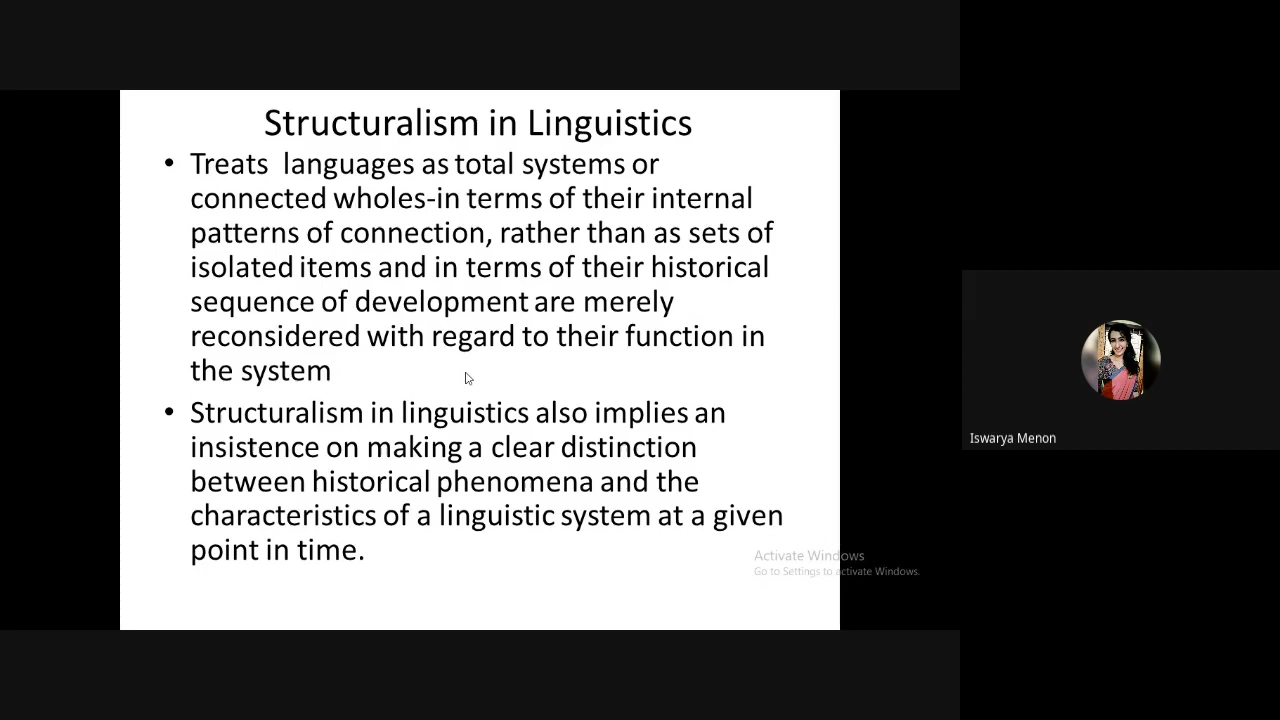 Structuralism in Linguistics
• Treats languages as total systems or
connected wholes-in terms of their internal
patterns of connection, rather than as sets of
isolated items and in terms of their historical
sequence of development are merely
reconsidered with regard to their function in
the system
• Structuralism in linguistics also implies an
insistence on making a clear distinction
between historical phenomena and the
characteristics of a linguistic system at a given
point in time.
Activate Windows
Go to Settings to activate Windows.
Iswarya Menon